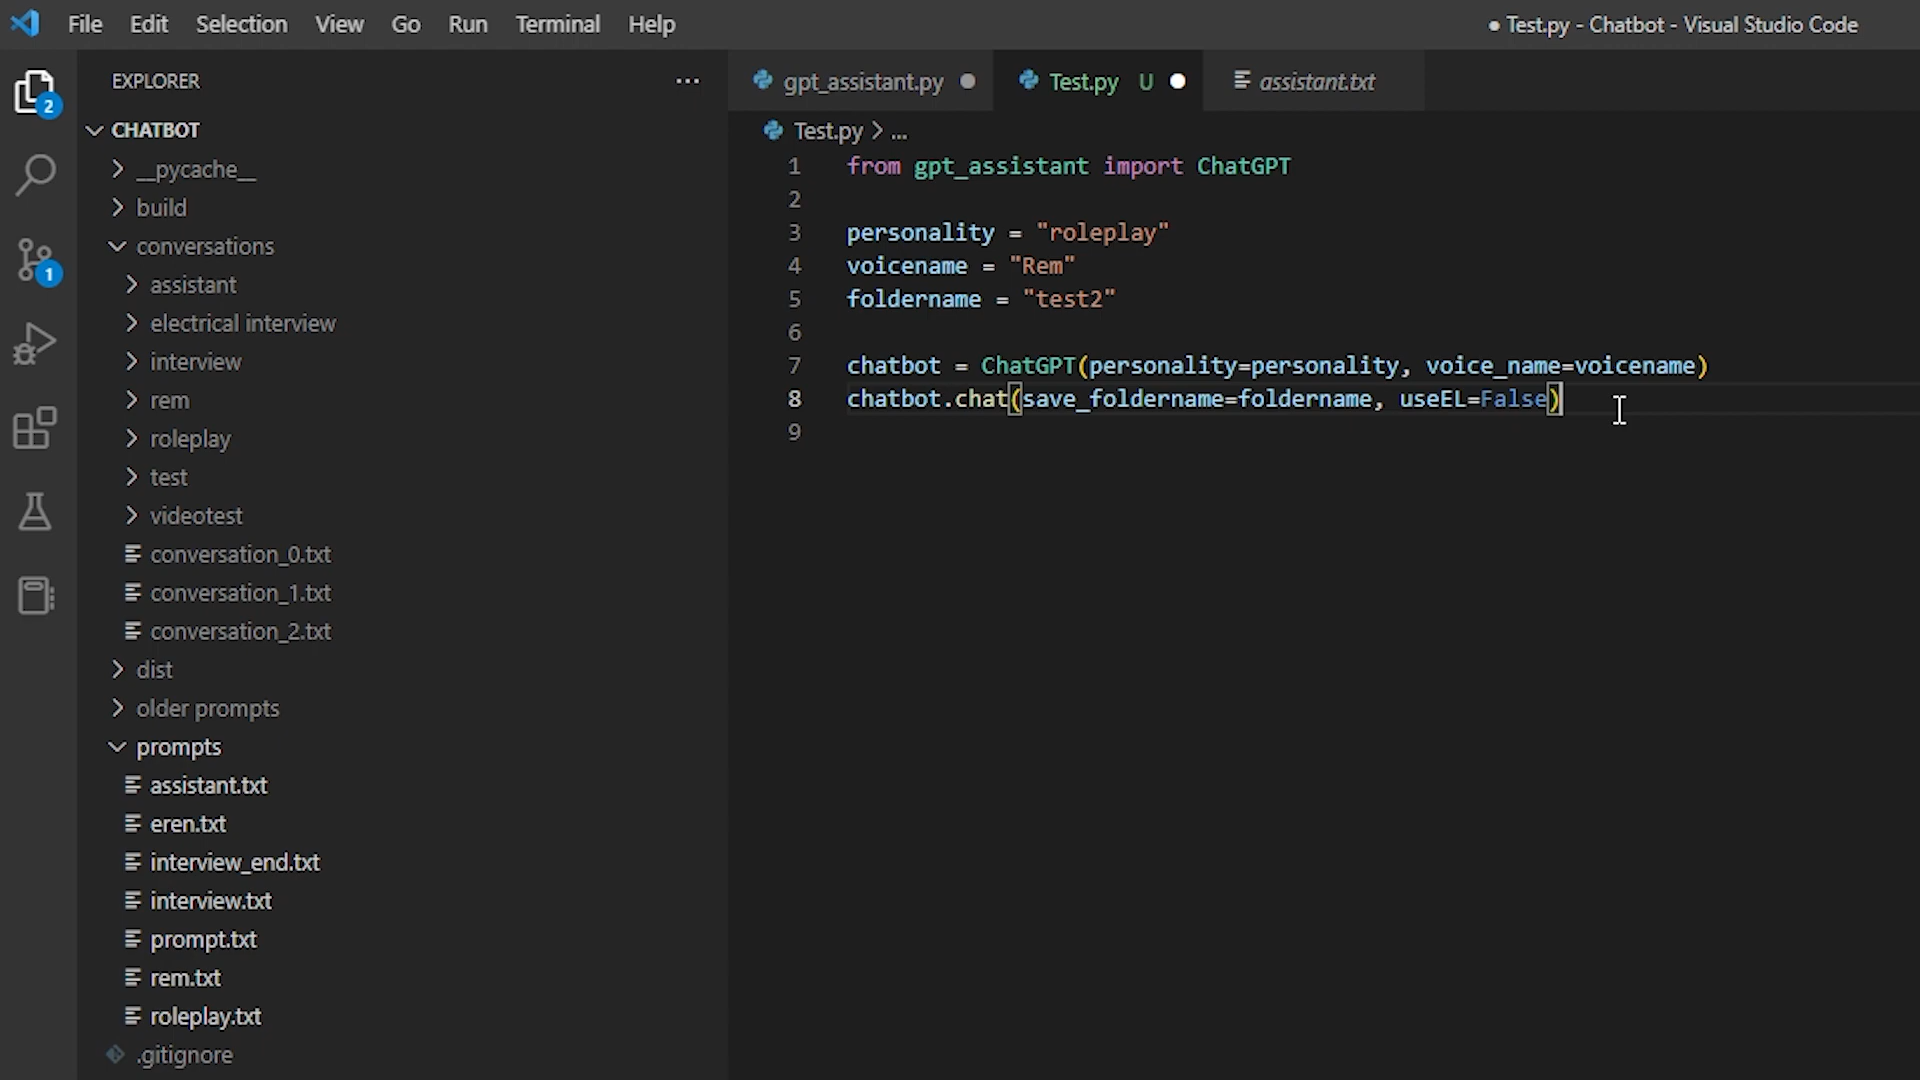 File Edit Selection View Go Run Terminal Help
● Test.py - Chatbot - Visual Studio Code
EXPLORER ...
gpt_assistant.py ● Test.py U ● assistant.txt
2
1
CHATBOT
__pycache__
build
conversations
assistant
electrical interview
interview
rem
roleplay
test
videotest
conversation_0.txt
conversation_1.txt
conversation_2.txt
dist
older prompts
prompts
assistant.txt
eren.txt
interview_end.txt
interview.txt
prompt.txt
rem.txt
roleplay.txt
.gitignore
Test.py > ...
1 from gpt_assistant import ChatGPT
2
3 personality = "roleplay"
4 voicename = "Rem"
5 foldername = "test2"
6
7 chatbot = ChatGPT(personality=personality, voice_name=voicename)
8 chatbot.chat(save_foldername=foldername, useEL=False)
9